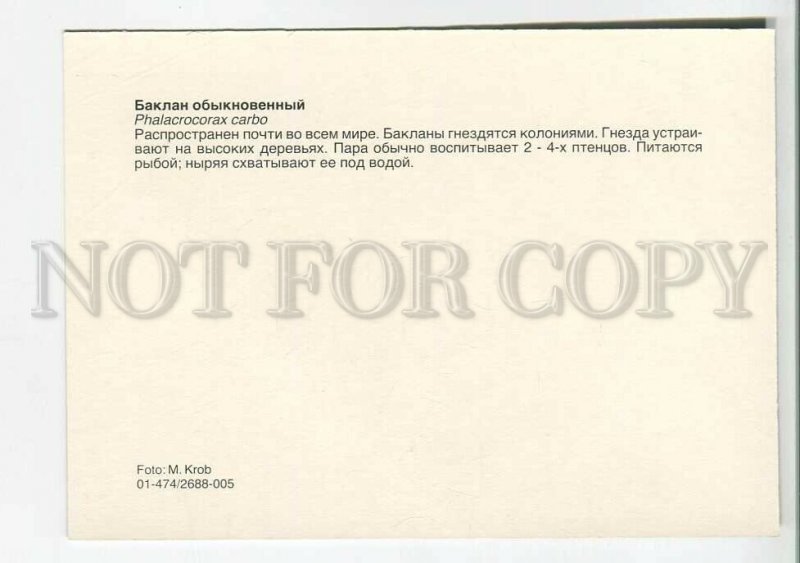 Баклан обыкновенный
Phalacrocorax carbo
Распространен почти во всем мире. Бакланы гнездятся колониями. Гнезда устраи-
вают на высоких деревьях. Пара обычно воспитывает 2 - 4-х птенцов. Питаются
рыбой; ныряя схватывают ее под водой.
NOT FOR COPY
Foto: M. Krob
01-474/2688-005